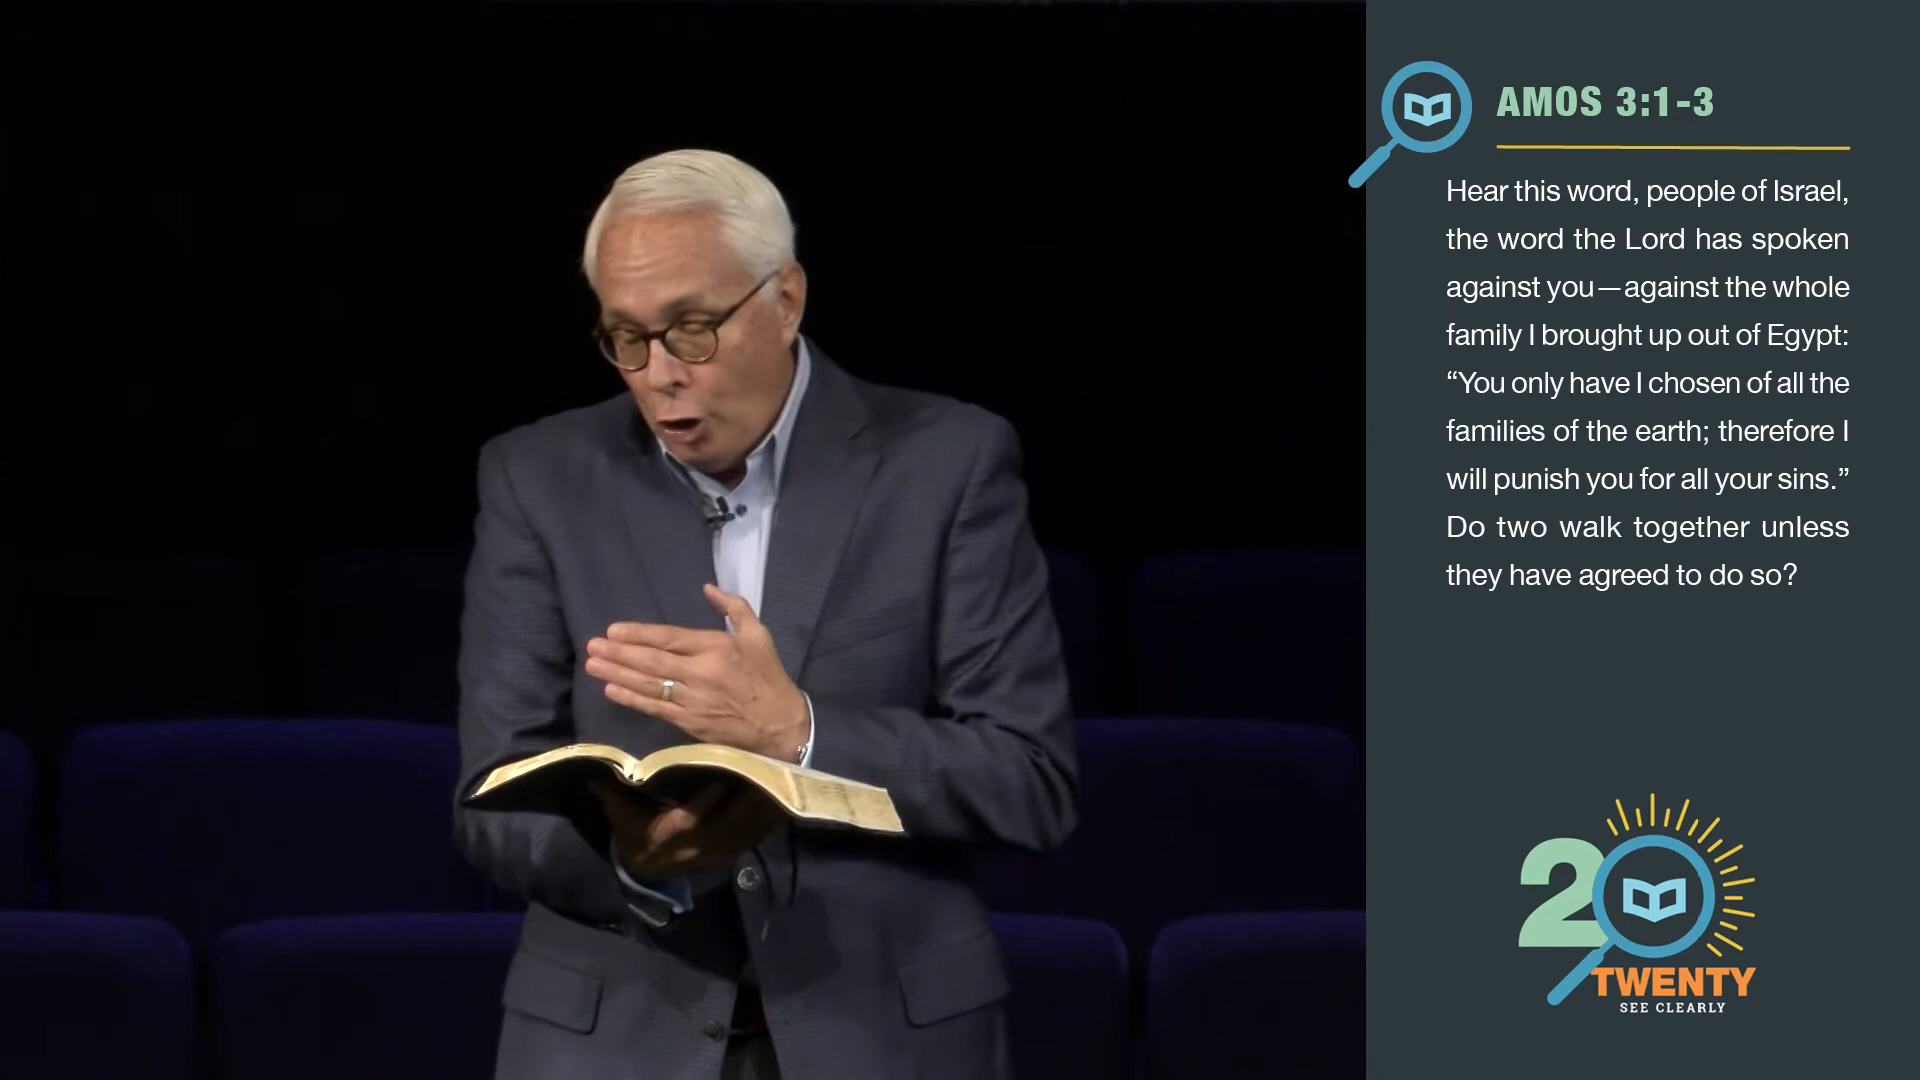 AMOS 3:1-3
Hear this word, people of Israel,
the word the Lord has spoken
against you—against the whole
family I brought up out of Egypt:
“You only have I chosen of all the
families of the earth; therefore I
will punish you for all your sins.”
Do two walk together unless
they have agreed to do so?
20
TWENTY
SEE CLEARLY